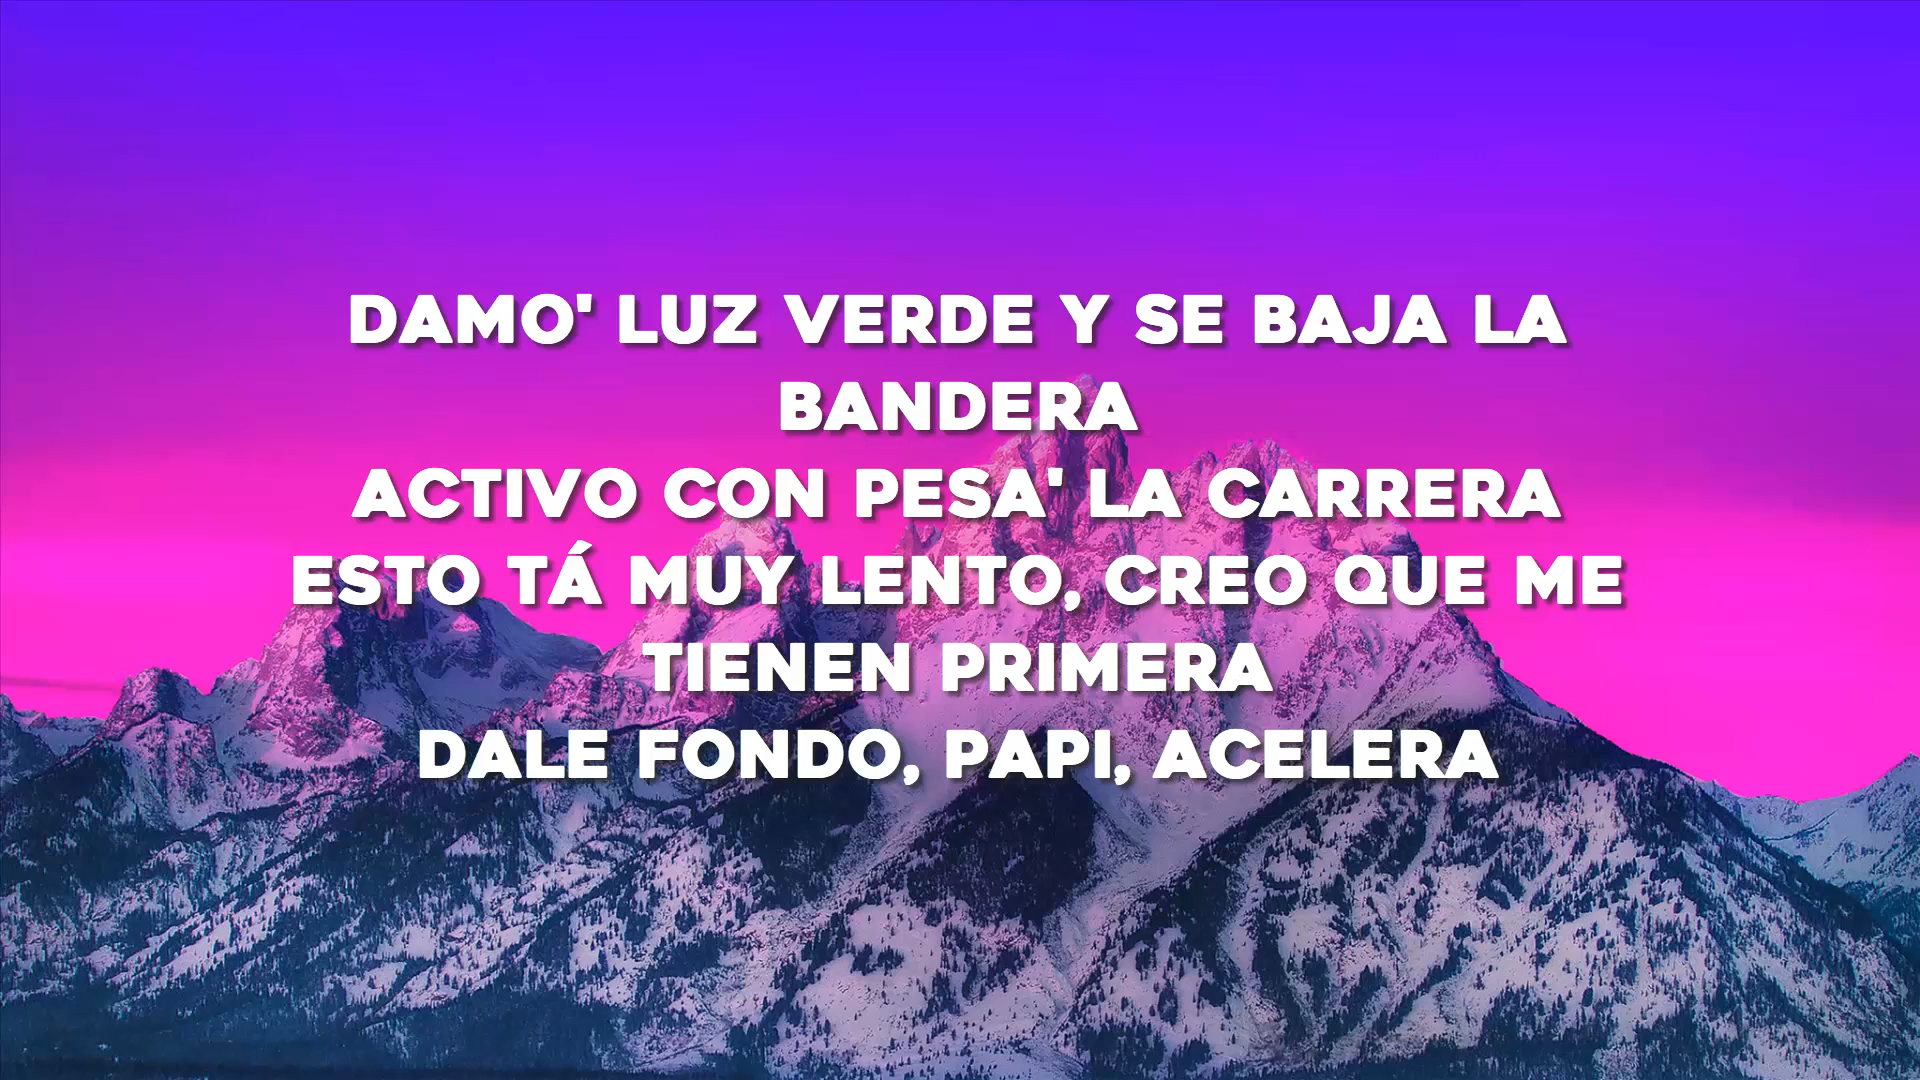 DAMO' LUZ VERDE Y SE BAJA LA
BANDERA
ACTIVO CON PESA' LA CARRERA
ESTO TÁ MUY LENTO, CREO QUE ME
TIENEN PRIMERA
DALE FONDO, PAPI, ACELERA